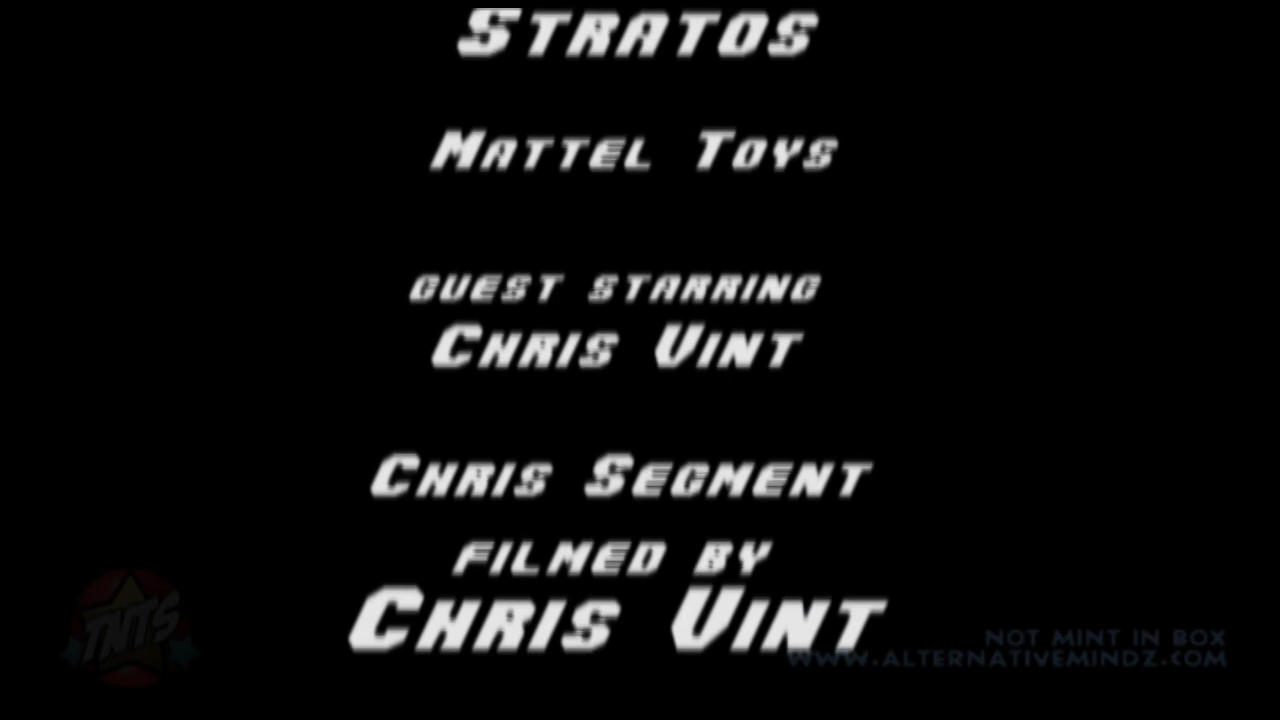 STRATOS
MATTEL TOYS
GUEST STARRING
CHRIS VINT
CHRIS SEGMENT
FILMED BY
CHRIS VINT
TNTS
NOT MINT IN BOX
WWW.ALTERNATIVEMINDZ.COM